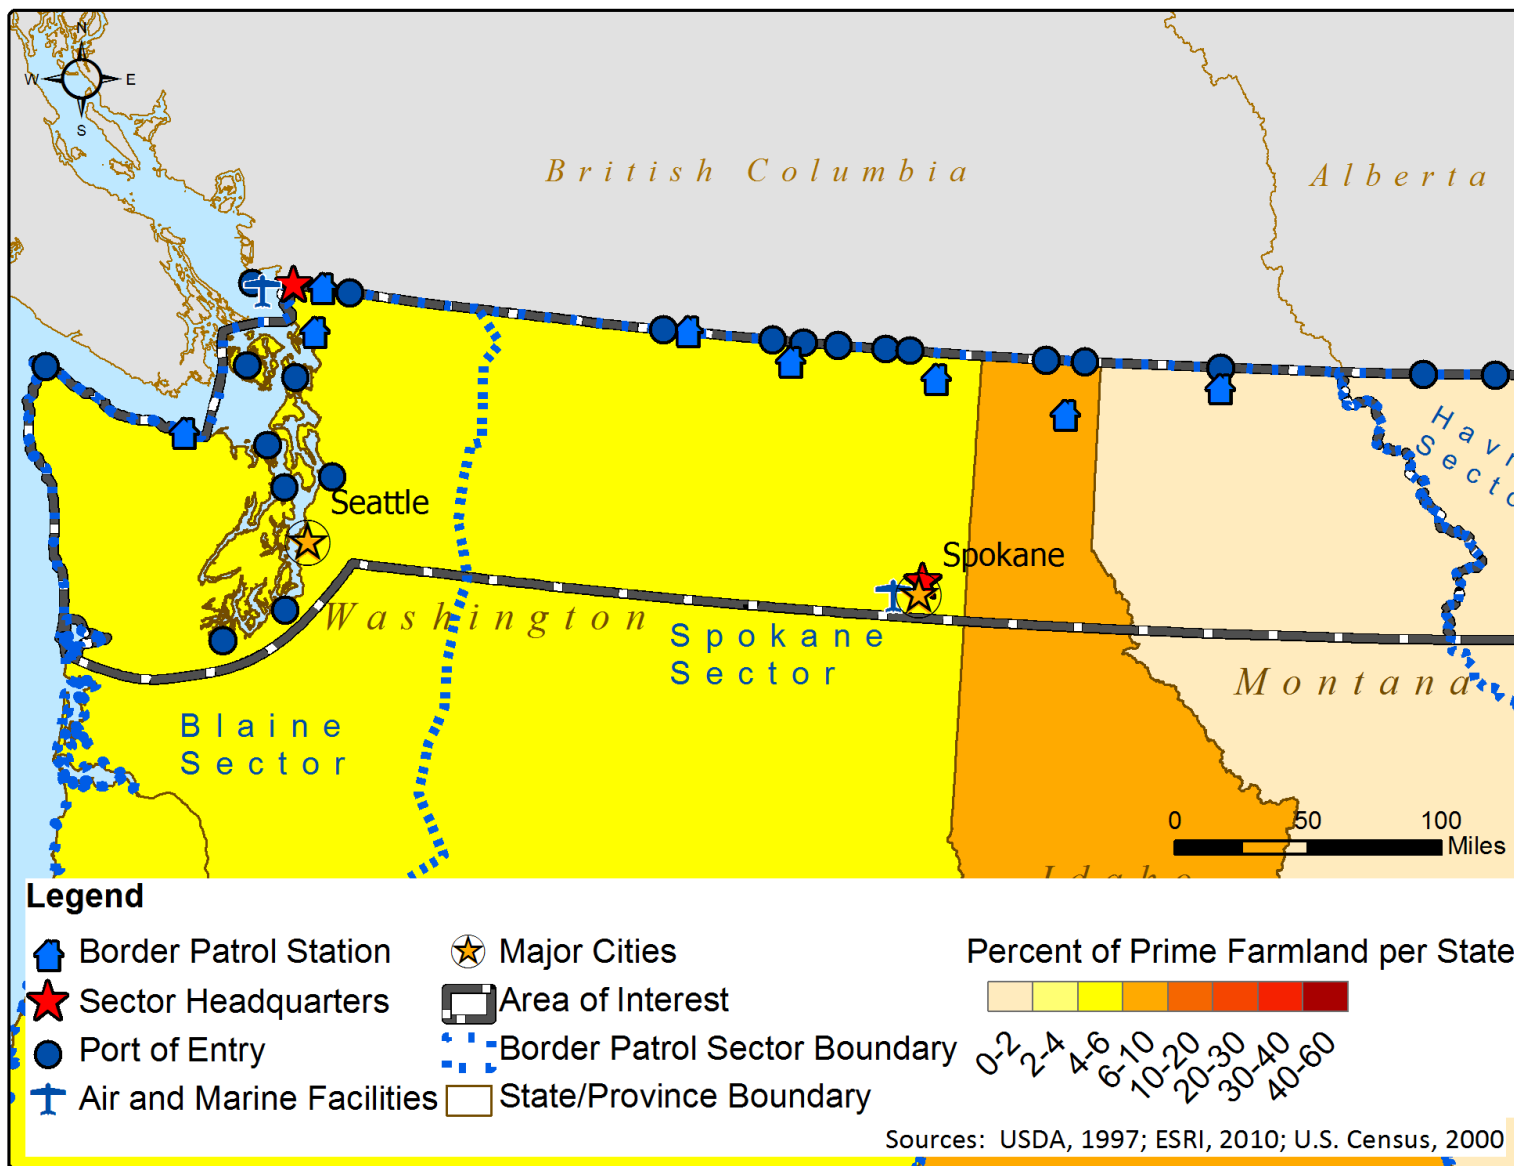 N
W E
S
British Columbia
Alberta
Havr
Secto
Seattle
Spokane
Washington
Spokane
Sector
Montana
Blaine
Sector
0 50 100
Miles
Idaho
Legend
Border Patrol Station
Sector Headquarters
Port of Entry
Air and Marine Facilities
Major Cities
Area of Interest
Border Patrol Sector Boundary
State/Province Boundary
Percent of Prime Farmland per State
0-2 2-4 4-6 6-10 10-20 20-30 30-40 40-60
Sources: USDA, 1997; ESRI, 2010; U.S. Census, 2000